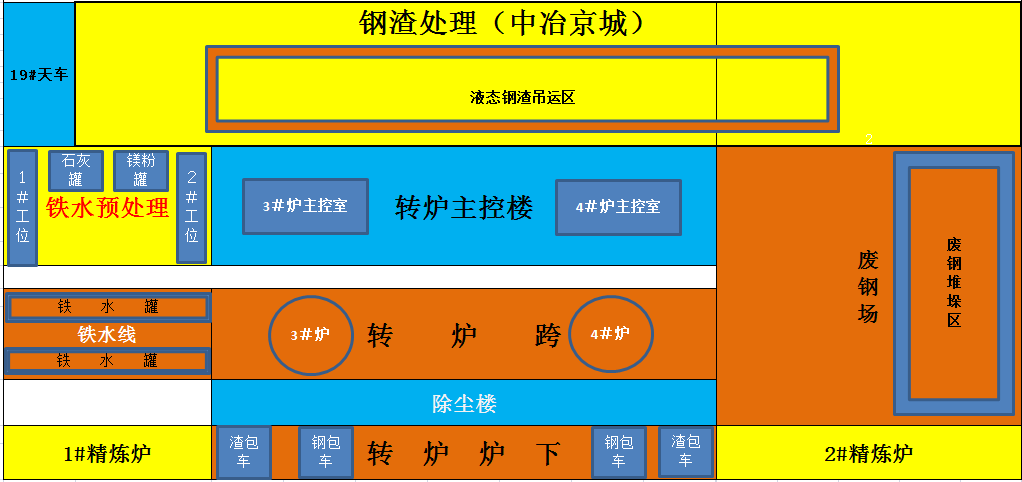 钢渣处理（中冶京城）
19#天车
液态钢渣吊运区
2
1#工位
石灰
罐
镁粉
罐
2#工位
铁水预处理
3#炉主控室
转炉主控楼
4#炉主控室
废钢场
废钢堆垛区
铁 水 罐
铁水线
铁 水 罐
3#炉
转 炉 跨
4#炉
除尘楼
1#精炼炉
渣包
车
钢包
车
转 炉 炉 下
钢包
车
渣包
车
2#精炼炉